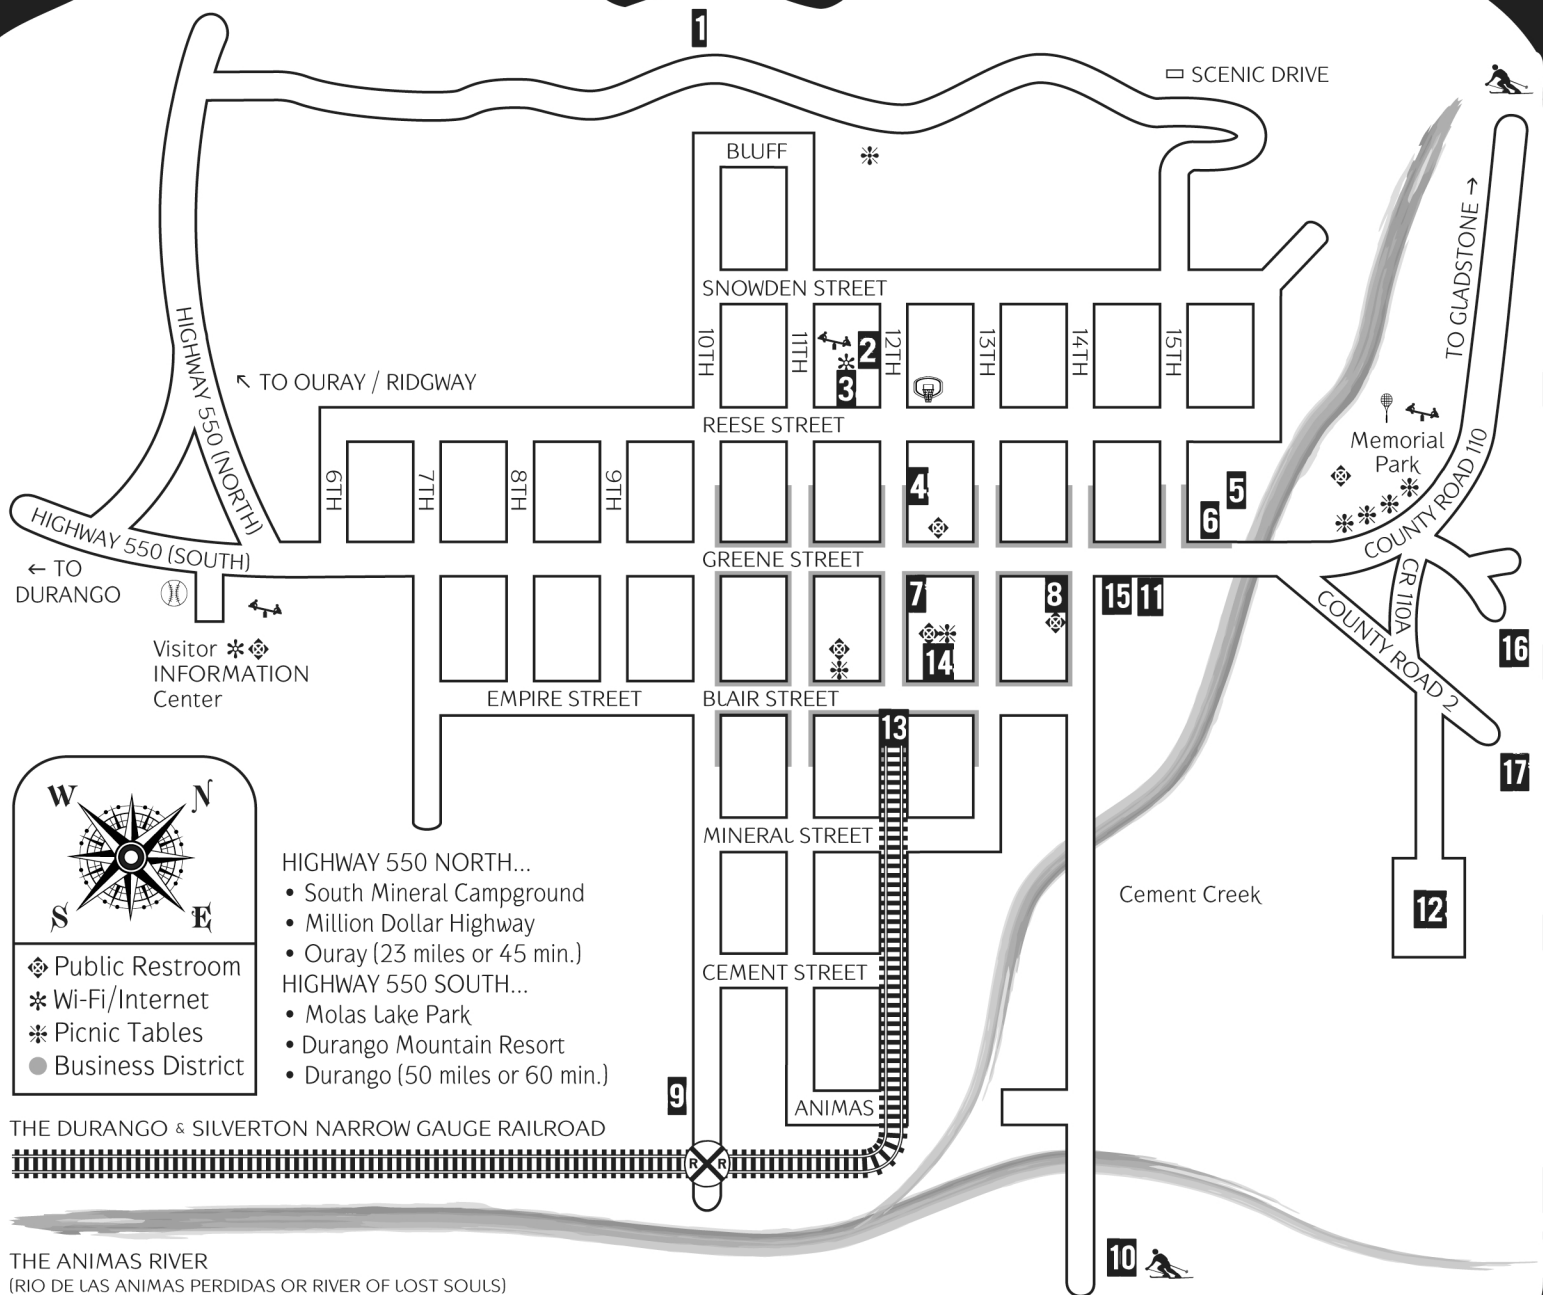 1
SCENIC DRIVE
BLUFF
TO GLADSTONE →
SNOWDEN STREET
HIGHWAY 550 (NORTH)
↖ TO OURAY / RIDGWAY
10TH
11TH
2
3
12TH
13TH
14TH
15TH
REESE STREET
Memorial
Park
6TH
7TH
8TH
9TH
4
5
6
COUNTY ROAD 110
HIGHWAY 550 (SOUTH)
GREENE STREET
← TO
DURANGO
7
8
15
11
CR 110A
COUNTY ROAD 2
16
Visitor
INFORMATION
Center
14
EMPIRE STREET
BLAIR STREET
13
17
W
N
S
E
MINERAL STREET
HIGHWAY 550 NORTH...
• South Mineral Campground
• Million Dollar Highway
• Ouray (23 miles or 45 min.)
HIGHWAY 550 SOUTH...
• Molas Lake Park
• Durango Mountain Resort
• Durango (50 miles or 60 min.)
Cement Creek
12
CEMENT STREET
Public Restroom
Wi-Fi/Internet
Picnic Tables
Business District
9
ANIMAS
THE DURANGO & SILVERTON NARROW GAUGE RAILROAD
R R
10
THE ANIMAS RIVER
(RIO DE LAS ANIMAS PERDIDAS OR RIVER OF LOST SOULS)